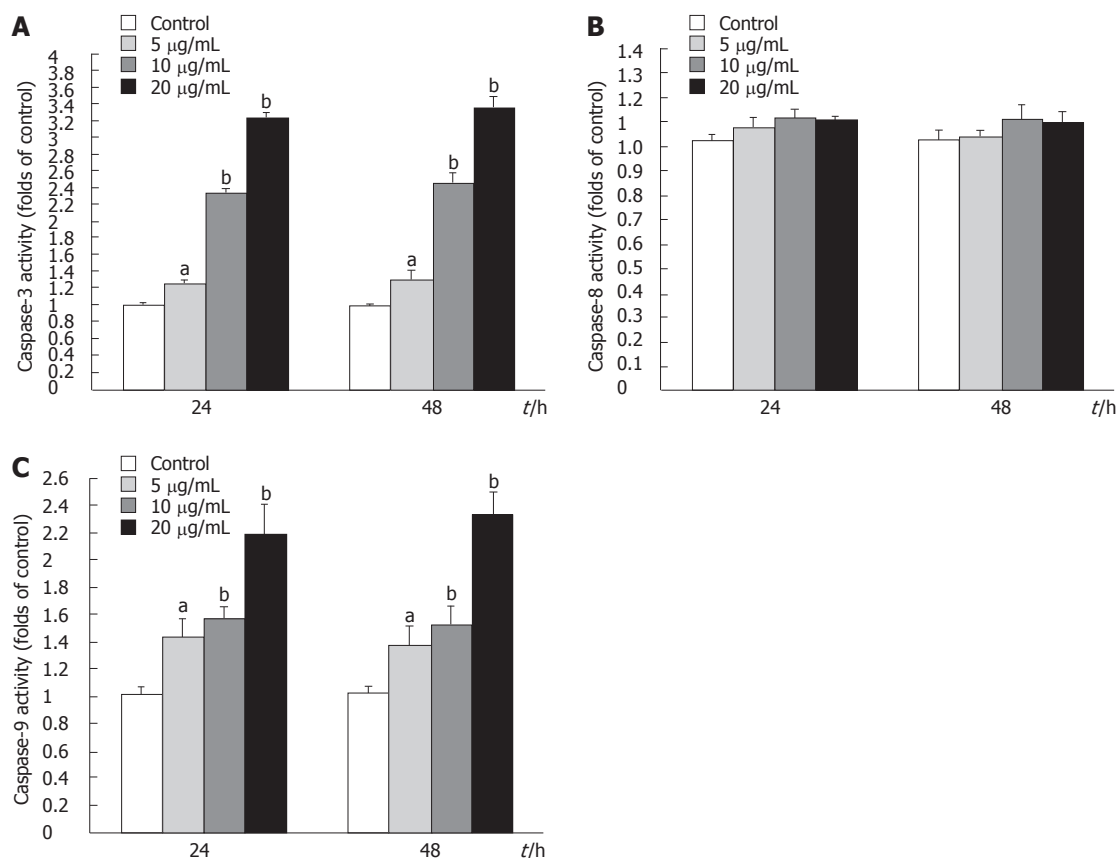 A
Control
5 μg/mL
10 μg/mL
20 μg/mL
Caspase-3 activity (folds of control)
4
3.8
3.6
3.4
3.2
3
2.8
2.6
2.4
2.2
2
1.8
1.6
1.4
1.2
1
0.8
0.6
0.4
0.2
0
a
b
b
a
b
b
24
48
t/h
B
Control
5 μg/mL
10 μg/mL
20 μg/mL
Caspase-8 activity (folds of control)
1.4
1.3
1.2
1.1
1.0
0.9
0.8
0.7
0.6
0.5
0.4
0.3
0.2
0.1
0
24
48
t/h
C
Control
5 μg/mL
10 μg/mL
20 μg/mL
Caspase-9 activity (folds of control)
2.6
2.4
2.2
2
1.8
1.6
1.4
1.2
1
0.8
0.6
0.4
0.2
0
a
b
b
a
b
b
24
48
t/h